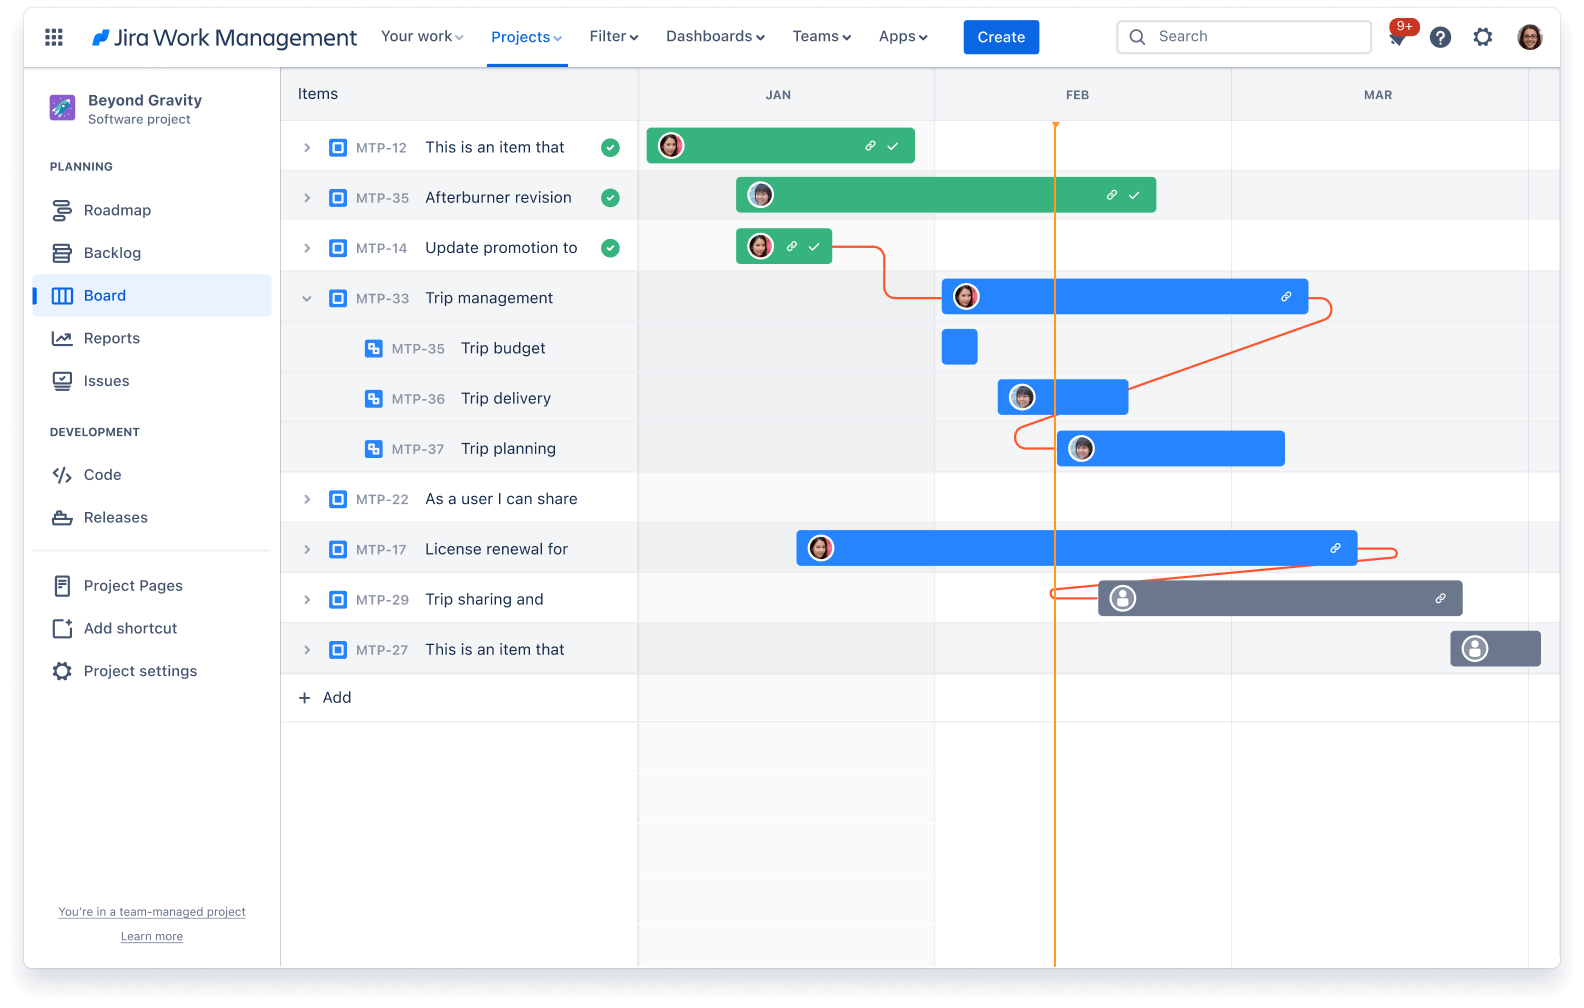 Jira Work Management
Your work
Projects
Filter
Dashboards
Teams
Apps
Create
Search
9+
?
Beyond Gravity
Software project
PLANNING
Roadmap
Backlog
Board
Reports
Issues
DEVELOPMENT
Code
Releases
Project Pages
Add shortcut
Project settings
You're in a team-managed project
Learn more
Items
JAN
FEB
MAR
MTP-12 This is an item that
MTP-35 Afterburner revision
MTP-14 Update promotion to
MTP-33 Trip management
MTP-35 Trip budget
MTP-36 Trip delivery
MTP-37 Trip planning
MTP-22 As a user I can share
MTP-17 License renewal for
MTP-29 Trip sharing and
MTP-27 This is an item that
+ Add